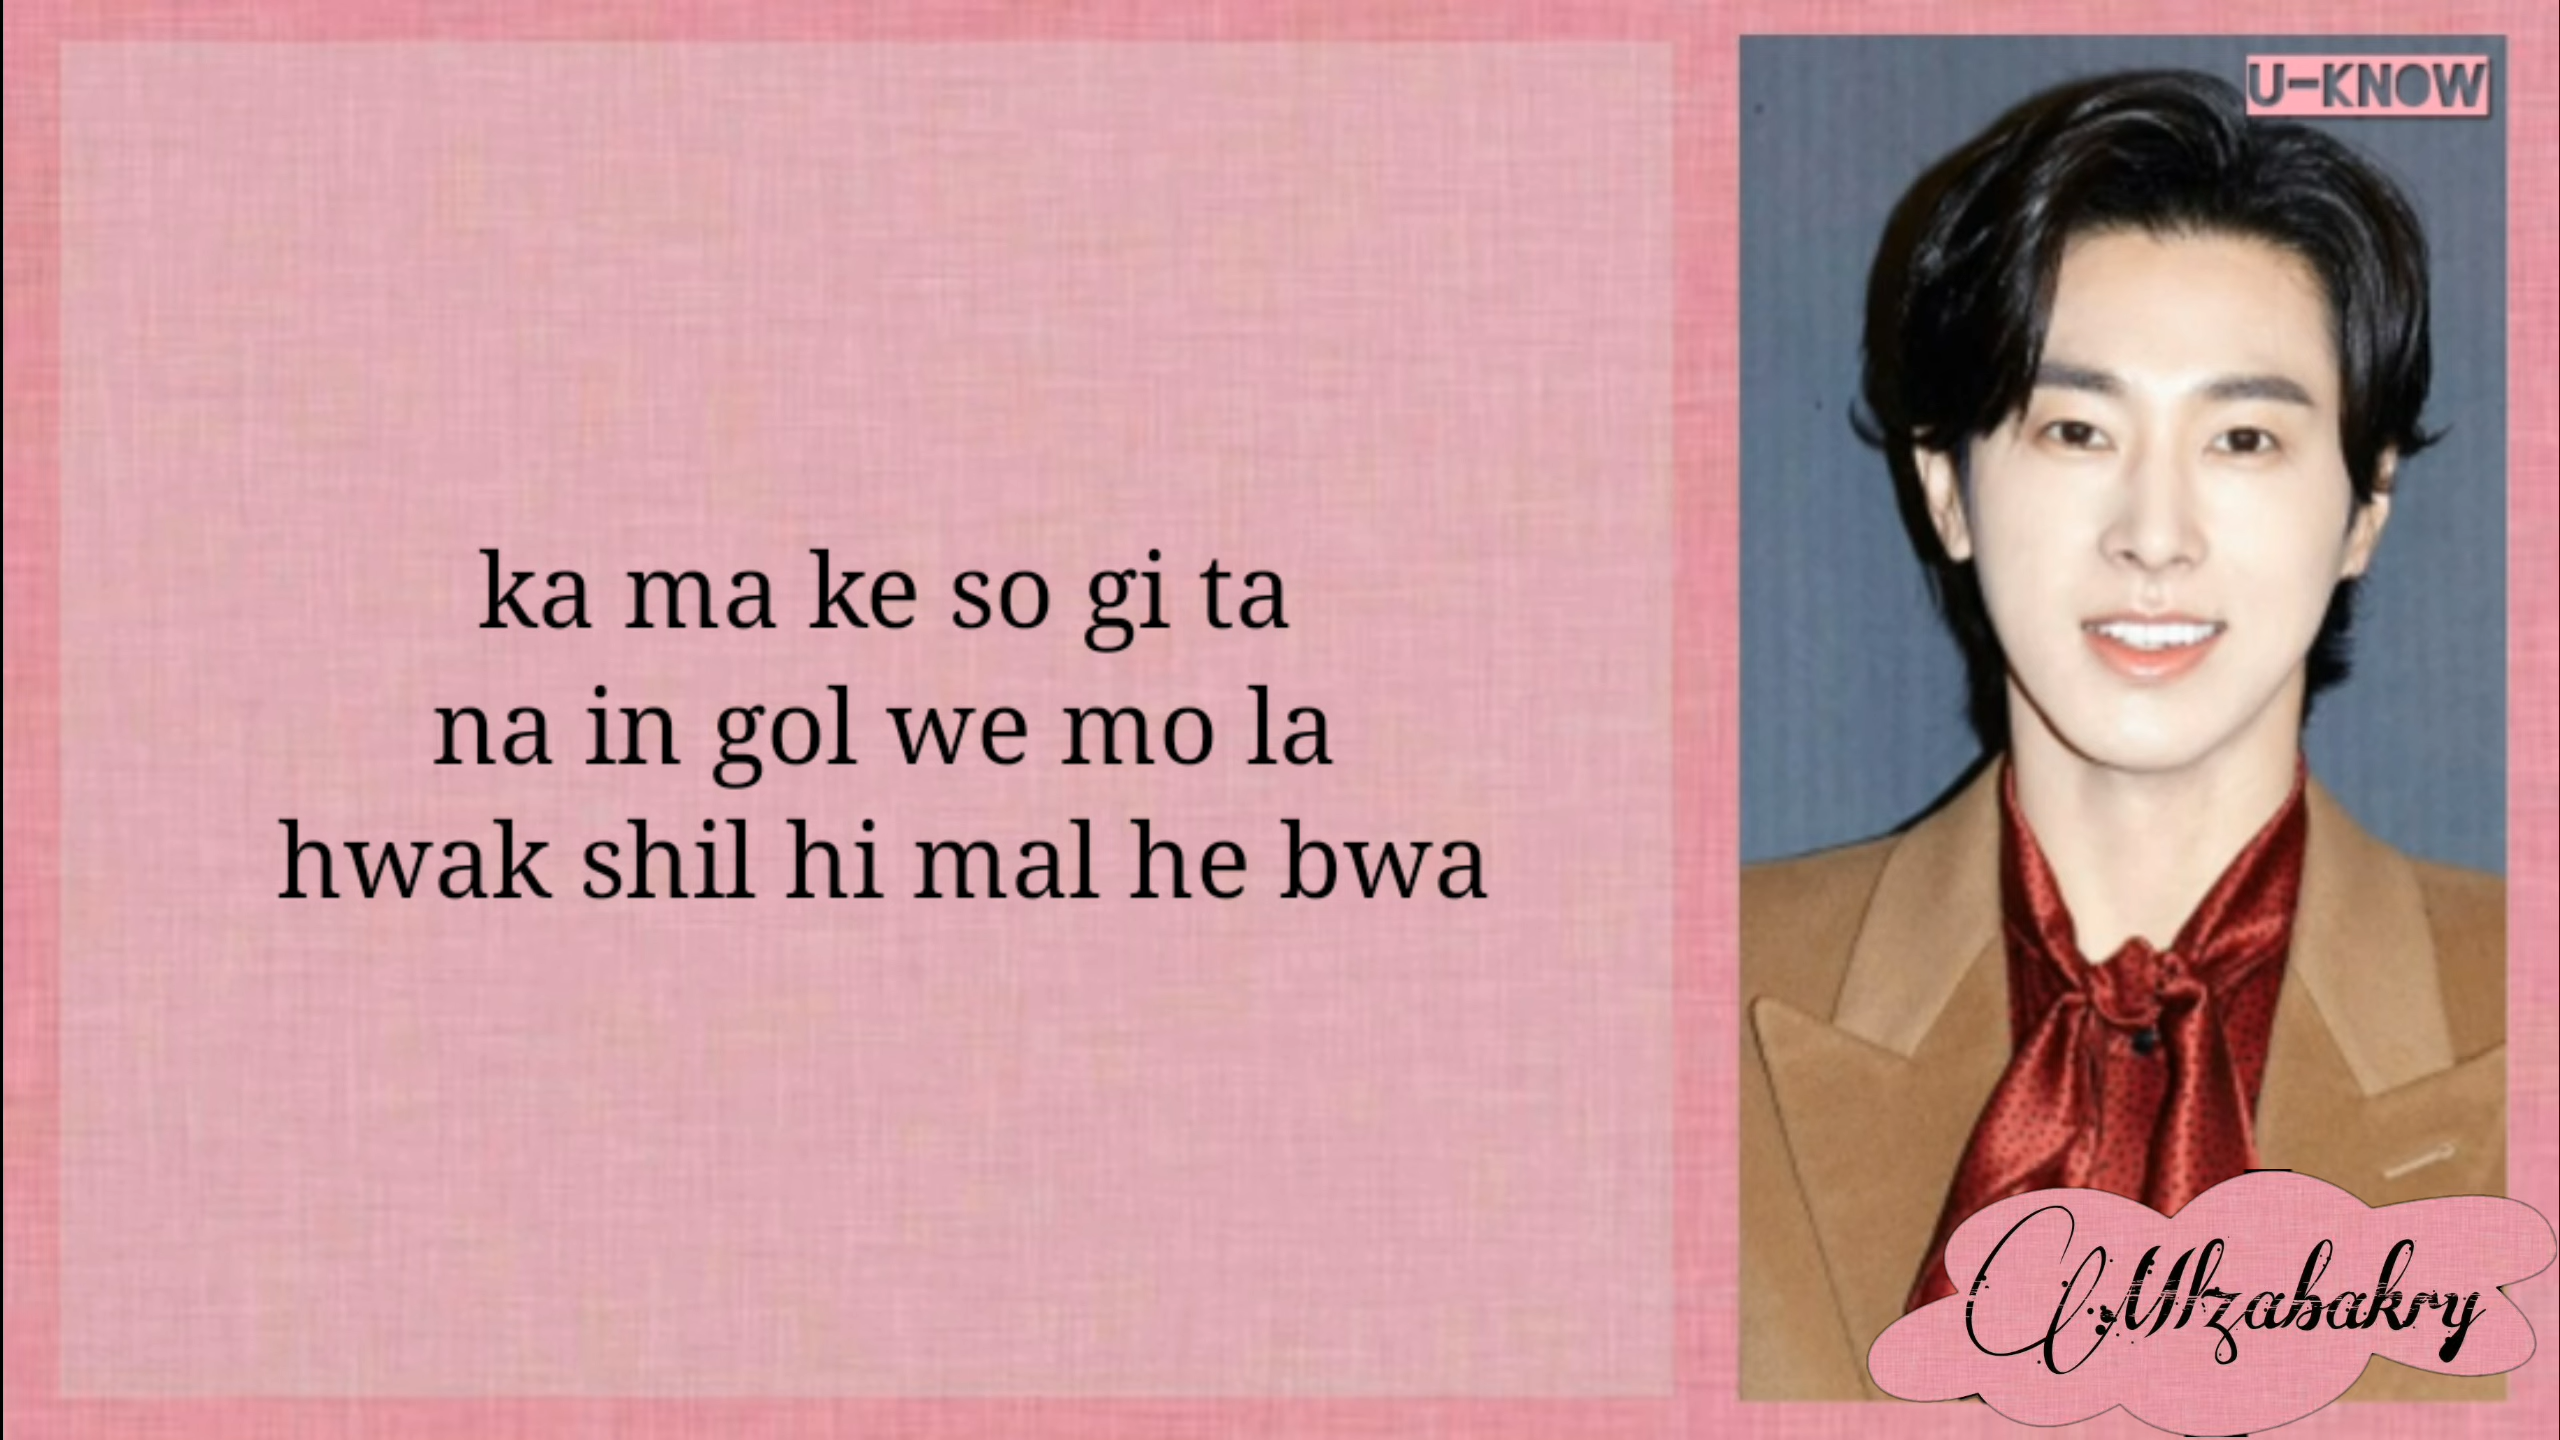 U-KNOW
ka ma ke so gi ta
na in gol we mo la
hwak shil hi mal he bwa
Mkzabakry